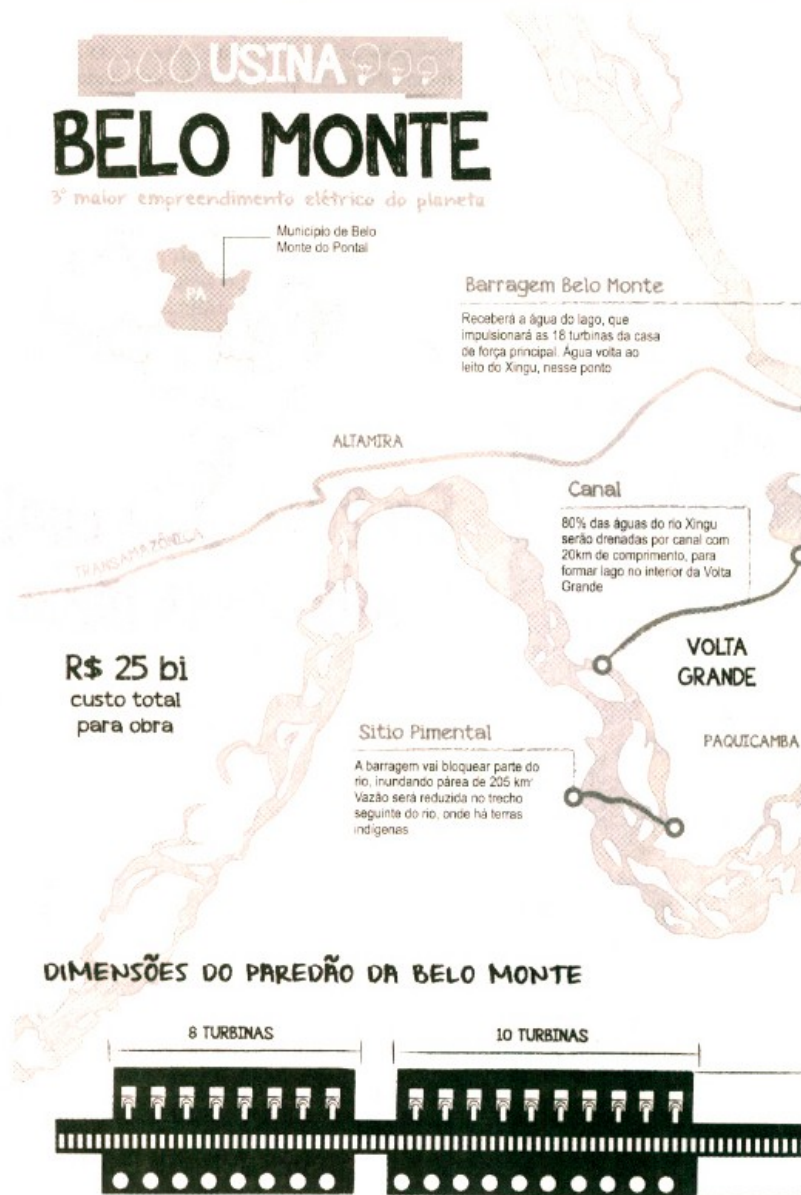 USINA
BELO MONTE
3º maior empreendimento elétrico do planeta
Municipio de Belo
Monte do Pontal
PA
Barragem Belo Monte
Receberá a água do lago, que
impulsionará as 18 turbinas da casa
de força principal. Água volta ao
leito do Xingu, nesse ponto
ALTAMIRA
TRANSAMAZÔNICA
Canal
80% das águas do rio Xingu
serão drenadas por canal com
20km de comprimento, para
formar lago no interior da Volta
Grande
VOLTA
GRANDE
R$ 25 bi
custo total
para obra
Sitio Pimental
A barragem vai bloquear parte do
rio, inundando párea de 205 km²
Vazão será reduzida no trecho
seguinte do rio, onde há terras
indígenas
PAQUICAMBA
DIMENSÕES DO PAREDÃO DA BELO MONTE
8 TURBINAS
10 TURBINAS